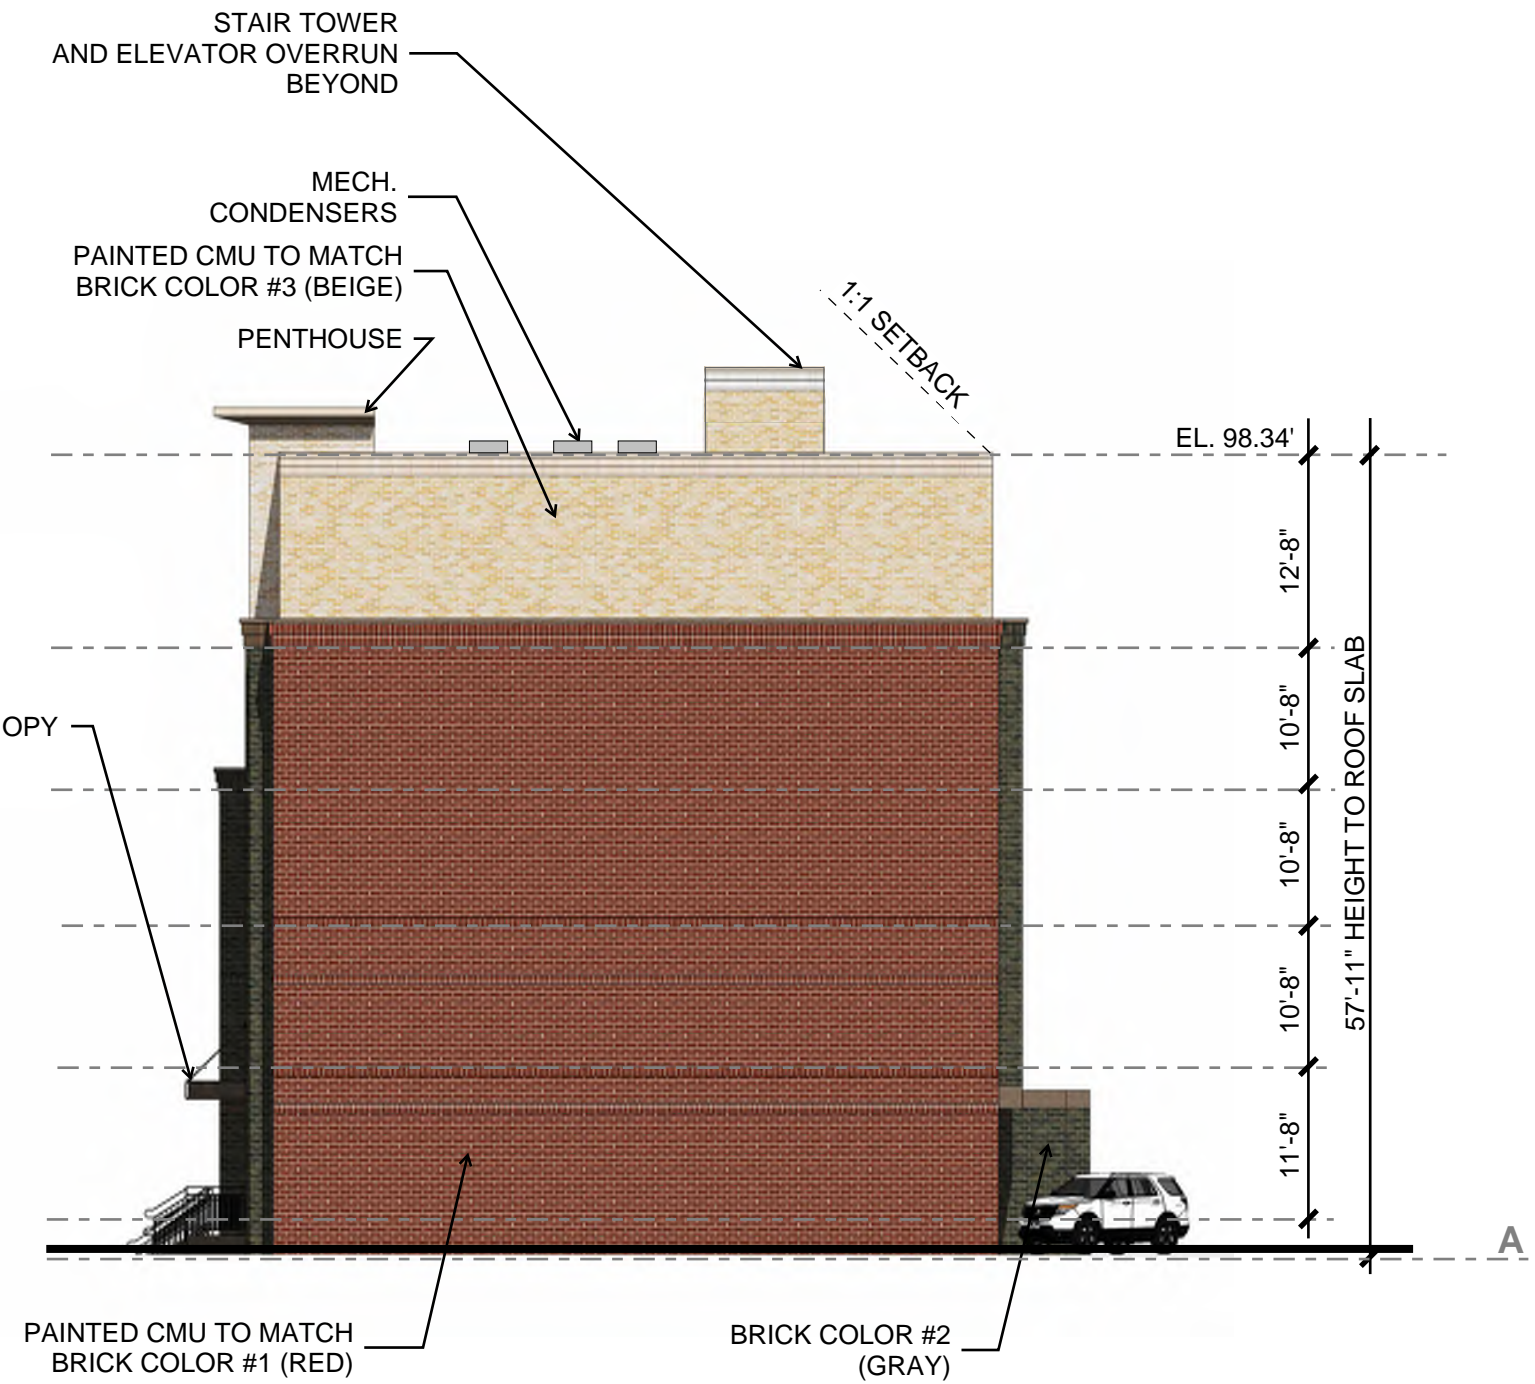 STAIR TOWER
AND ELEVATOR OVERRUN
BEYOND
MECH.
CONDENSERS
PAINTED CMU TO MATCH
BRICK COLOR #3 (BEIGE)
PENTHOUSE
1:1 SETBACK
EL. 98.34'
12'-8"
10'-8"
10'-8"
10'-8"
11'-8"
57'-11" HEIGHT TO ROOF SLAB
OPY
A
PAINTED CMU TO MATCH
BRICK COLOR #1 (RED)
BRICK COLOR #2
(GRAY)